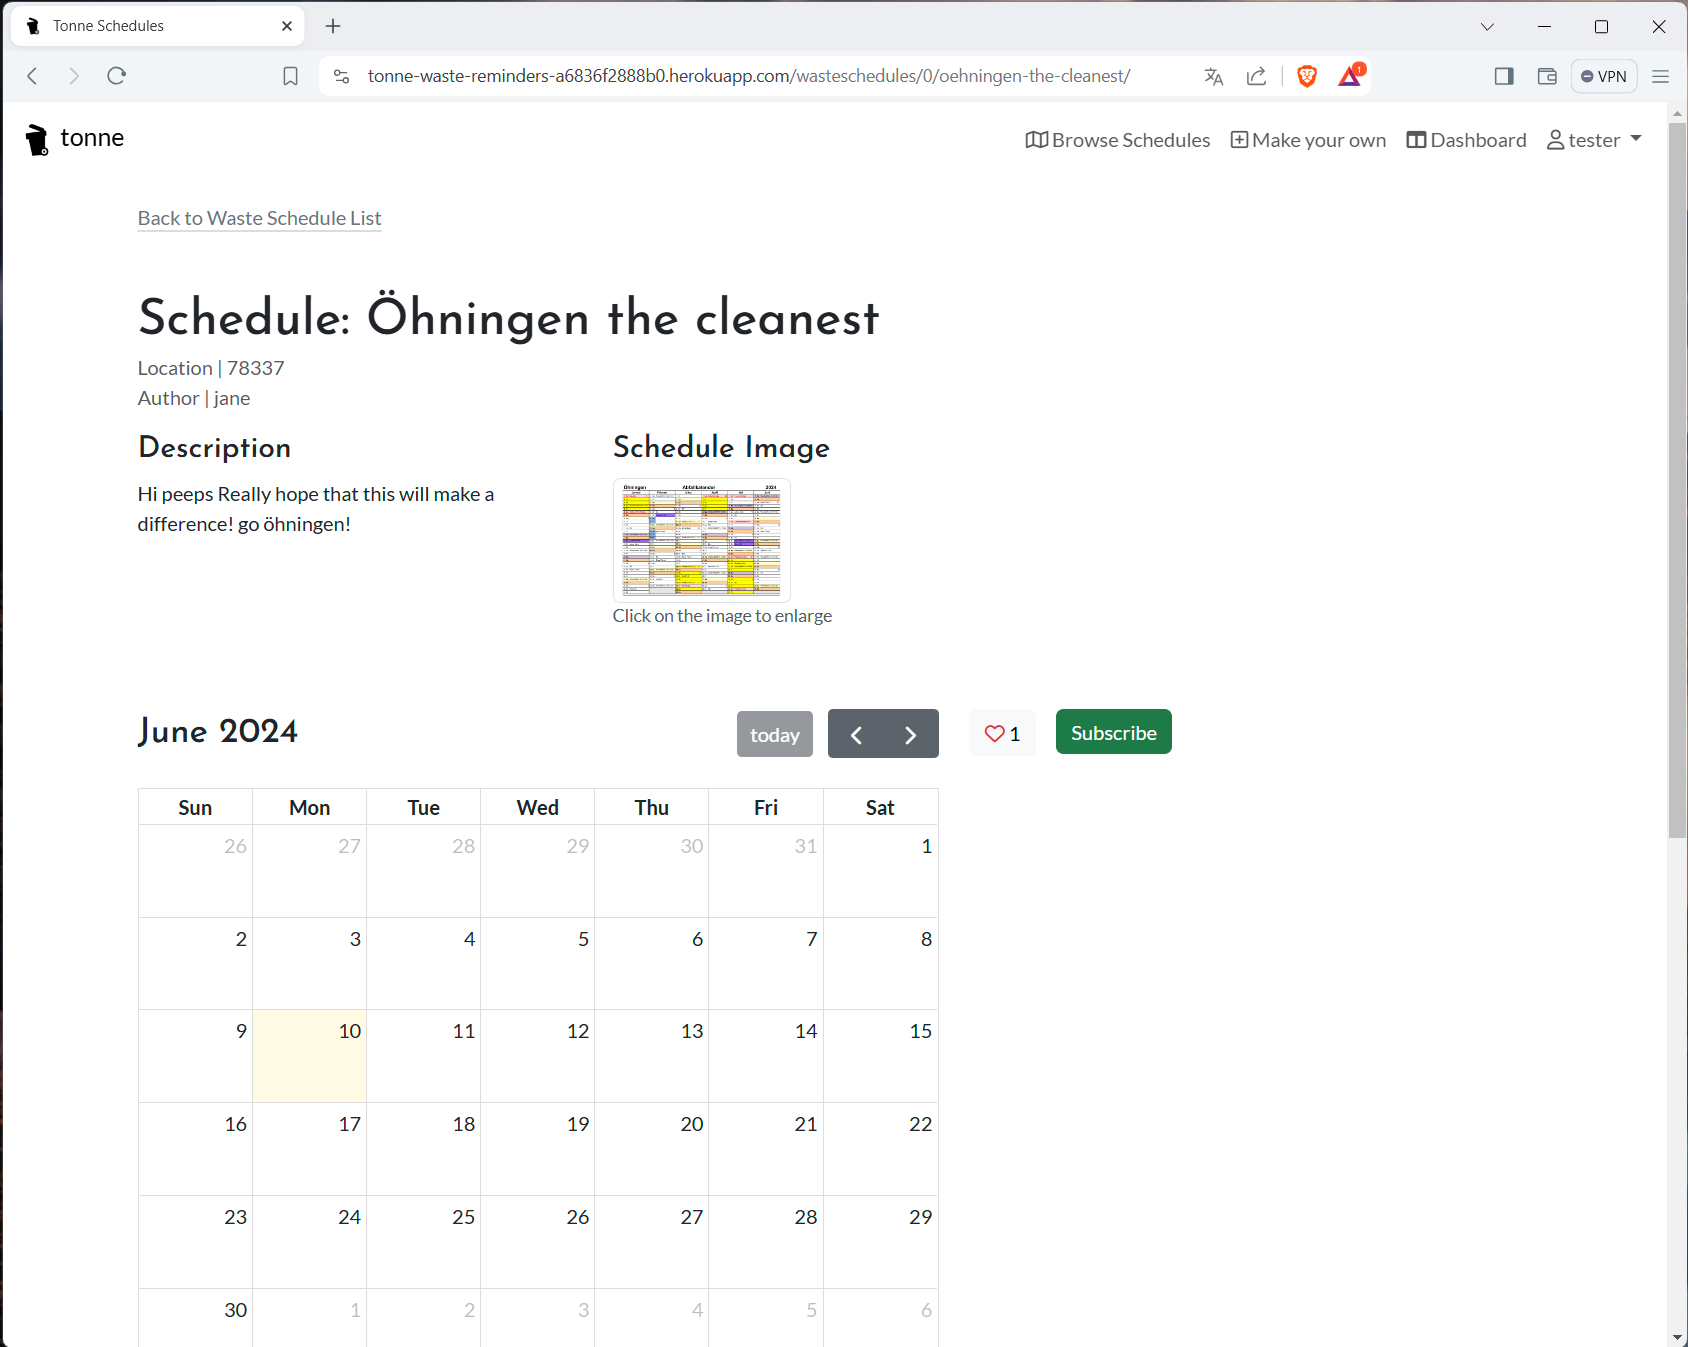 Tonne Schedules
tonne-waste-reminders-a6836f2888b0.herokuapp.com/wasteschedules/0/oehningen-the-cleanest/
1
VPN
tonne
Browse Schedules
Make your own
Dashboard
tester
Back to Waste Schedule List
Schedule: Öhningen the cleanest
Location | 78337
Author | jane
Description
Schedule Image
Hi peeps Really hope that this will make a
difference! go öhningen!
Öhningen Abfallkalender 2024
Click on the image to enlarge
June 2024
today
1
Subscribe
Sun Mon Tue Wed Thu Fri Sat
26 27 28 29 30 31 1
2 3 4 5 6 7 8
9 10 11 12 13 14 15
16 17 18 19 20 21 22
23 24 25 26 27 28 29
30 1 2 3 4 5 6